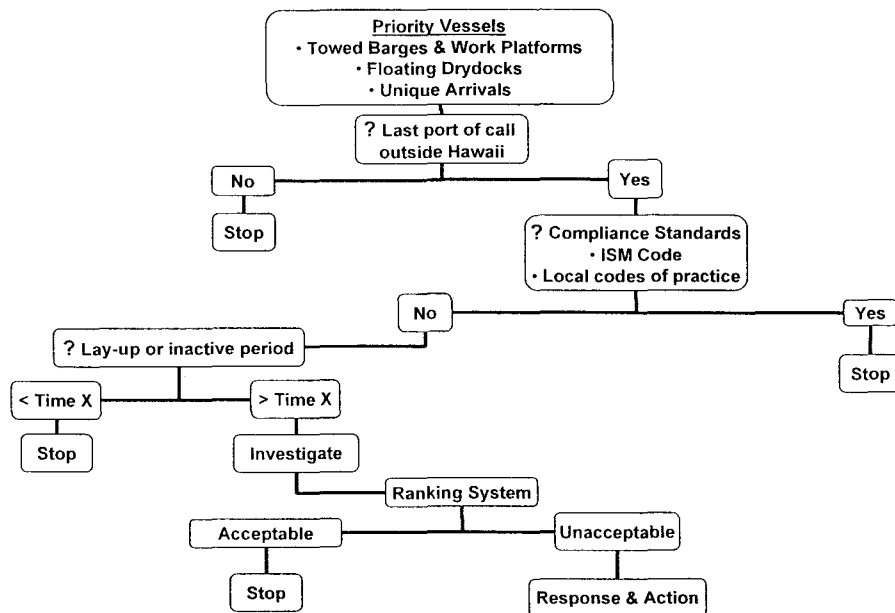 Priority Vessels
• Towed Barges & Work Platforms
• Floating Drydocks
• Unique Arrivals
? Last port of call
outside Hawaii
No
Yes
Stop
? Compliance Standards
• ISM Code
• Local codes of practice
No
Yes
? Lay-up or inactive period
Stop
< Time X
> Time X
Stop
Investigate
Ranking System
Acceptable
Unacceptable
Stop
Response & Action